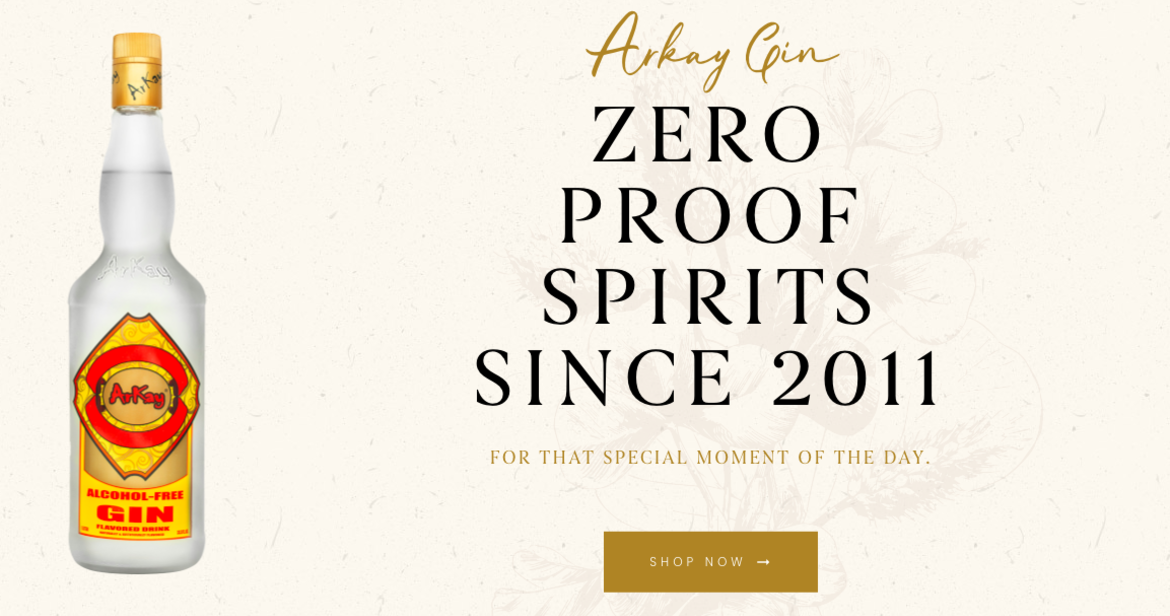 Arkay Gin
ZERO
PROOF
SPIRITS
SINCE 2011
FOR THAT SPECIAL MOMENT OF THE DAY.
SHOP NOW →
ArKay
ArKay
ArKay
ALCOHOL-FREE
GIN
FLAVORED DRINK